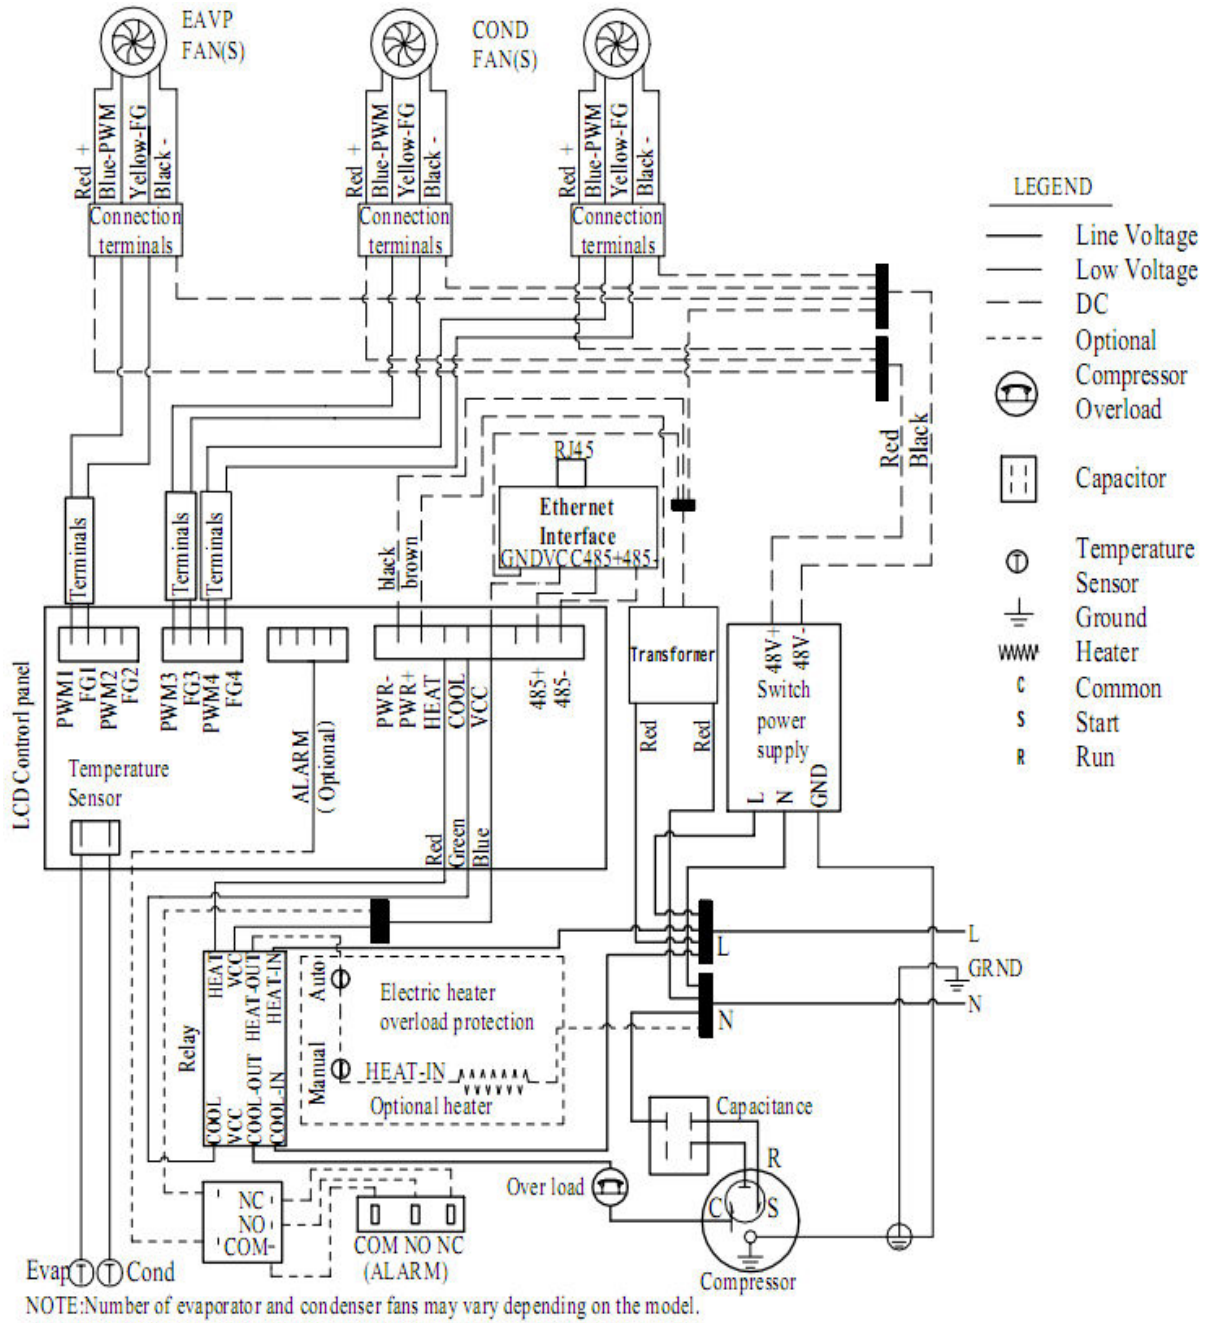 EAVP
FAN(S)
COND
FAN(S)
Red +
Blue-PWM
Yellow-FG
Black -
Red +
Blue-PWM
Yellow-FG
Black -
Red +
Blue-PWM
Yellow-FG
Black -
Connection
terminals
Connection
terminals
Connection
terminals
LEGEND
Line Voltage
Low Voltage
DC
Optional
Compressor
Overload
Capacitor
Temperature
Sensor
Ground
Heater
C Common
S Start
R Run
Red
Black
RJ45
Ethernet
Interface
GNDVCC485+485-
black
brown
Terminals
Terminals
Terminals
LCD Controrl panel
PWM1
FG1
PWM2
FG2
PWM3
FG3
PWM4
FG4
ALARM
( Optional)
PWR-
PWR+
HEAT
COOL
VCC
485+
485-
Temperature
Sensor
Red
Green
Blue
Transformer
Red
Red
48V+
48V-
Switch
power
supply
L
N
GND
L
GRND
N
L
N
Relay
HEAT
VCC
HEAT-OUT
HEAT-IN
COOL
VCC
COOL-OUT
COOL-IN
Auto
Manual
Electric heater
overload protection
HEAT-IN
Optional heater
Capacitance
Over load
R
C
S
Compressor
NC
NO
COM
COM NO NC
(ALARM)
Evap T T Cond
NOTE:Number of evaporator and condenser fans may vary depending on the model.